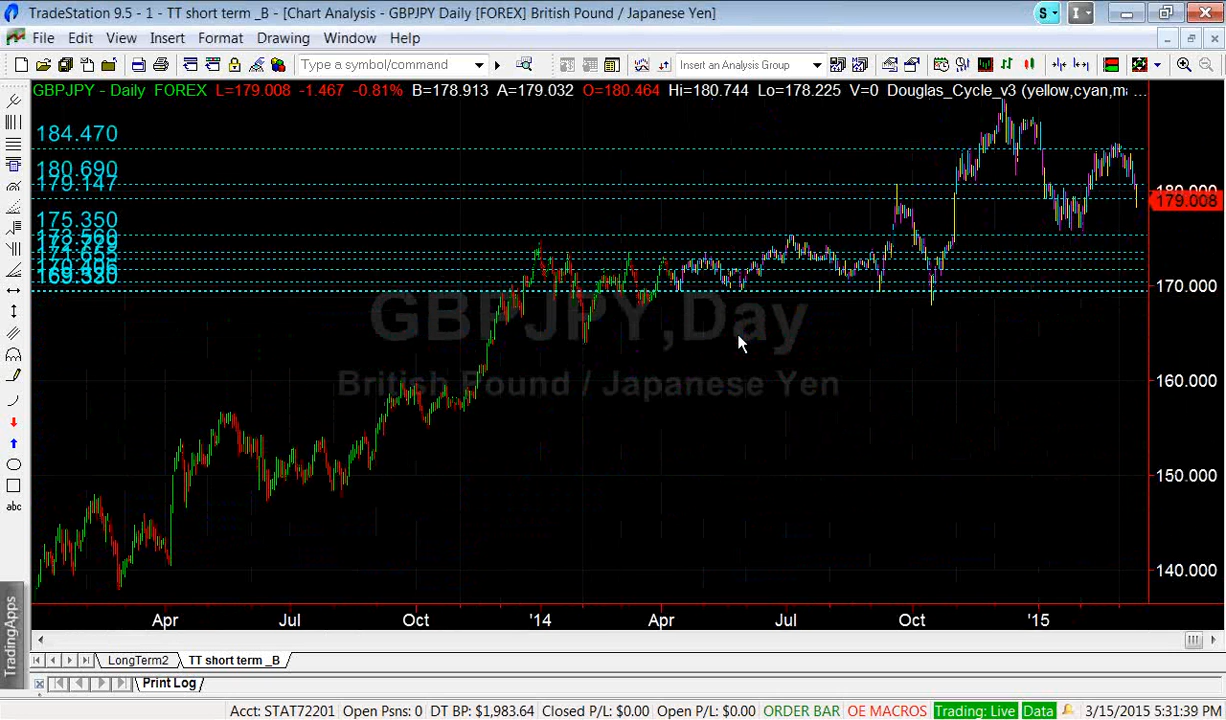 TradeStation 9.5 - 1 - TT short term _B - [Chart Analysis - GBPJPY Daily [FOREX] British Pound / Japanese Yen]
S
I
File Edit View Insert Format Drawing Window Help
Type a symbol/command
Insert an Analysis Group
GBPJPY - Daily FOREX L=179.008 -1.467 -0.81% B=178.913 A=179.032 O=180.464 Hi=180.744 Lo=178.225 V=0 Douglas_Cycle_v3 (yellow,cyan,m ...
184.470
180.690
179.147
175.350
169.320
179.008
170.000
160.000
150.000
140.000
GBPJPY,Day
British Pound / Japanese Yen
abc
TradingApps
Apr Jul Oct '14 Apr Jul Oct '15
LongTerm2 TT short term _B
Print Log
Acct: STAT72201 Open Psns: 0 DT BP: $1,983.64 Closed P/L: $0.00 Open P/L: $0.00 ORDER BAR OE MACROS Trading: Live Data 3/15/2015 5:31:39 PM